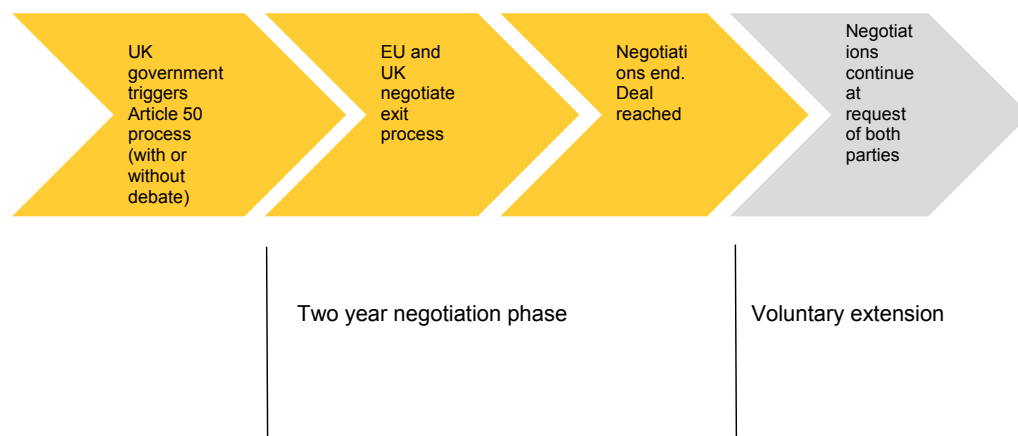 UK
government
triggers
Article 50
process
(with or
without
debate)
EU and
UK
negotiate
exit
process
Negotiati
ons end.
Deal
reached
Negotiat
ions
continue
at
request
of both
parties
Two year negotiation phase
Voluntary extension